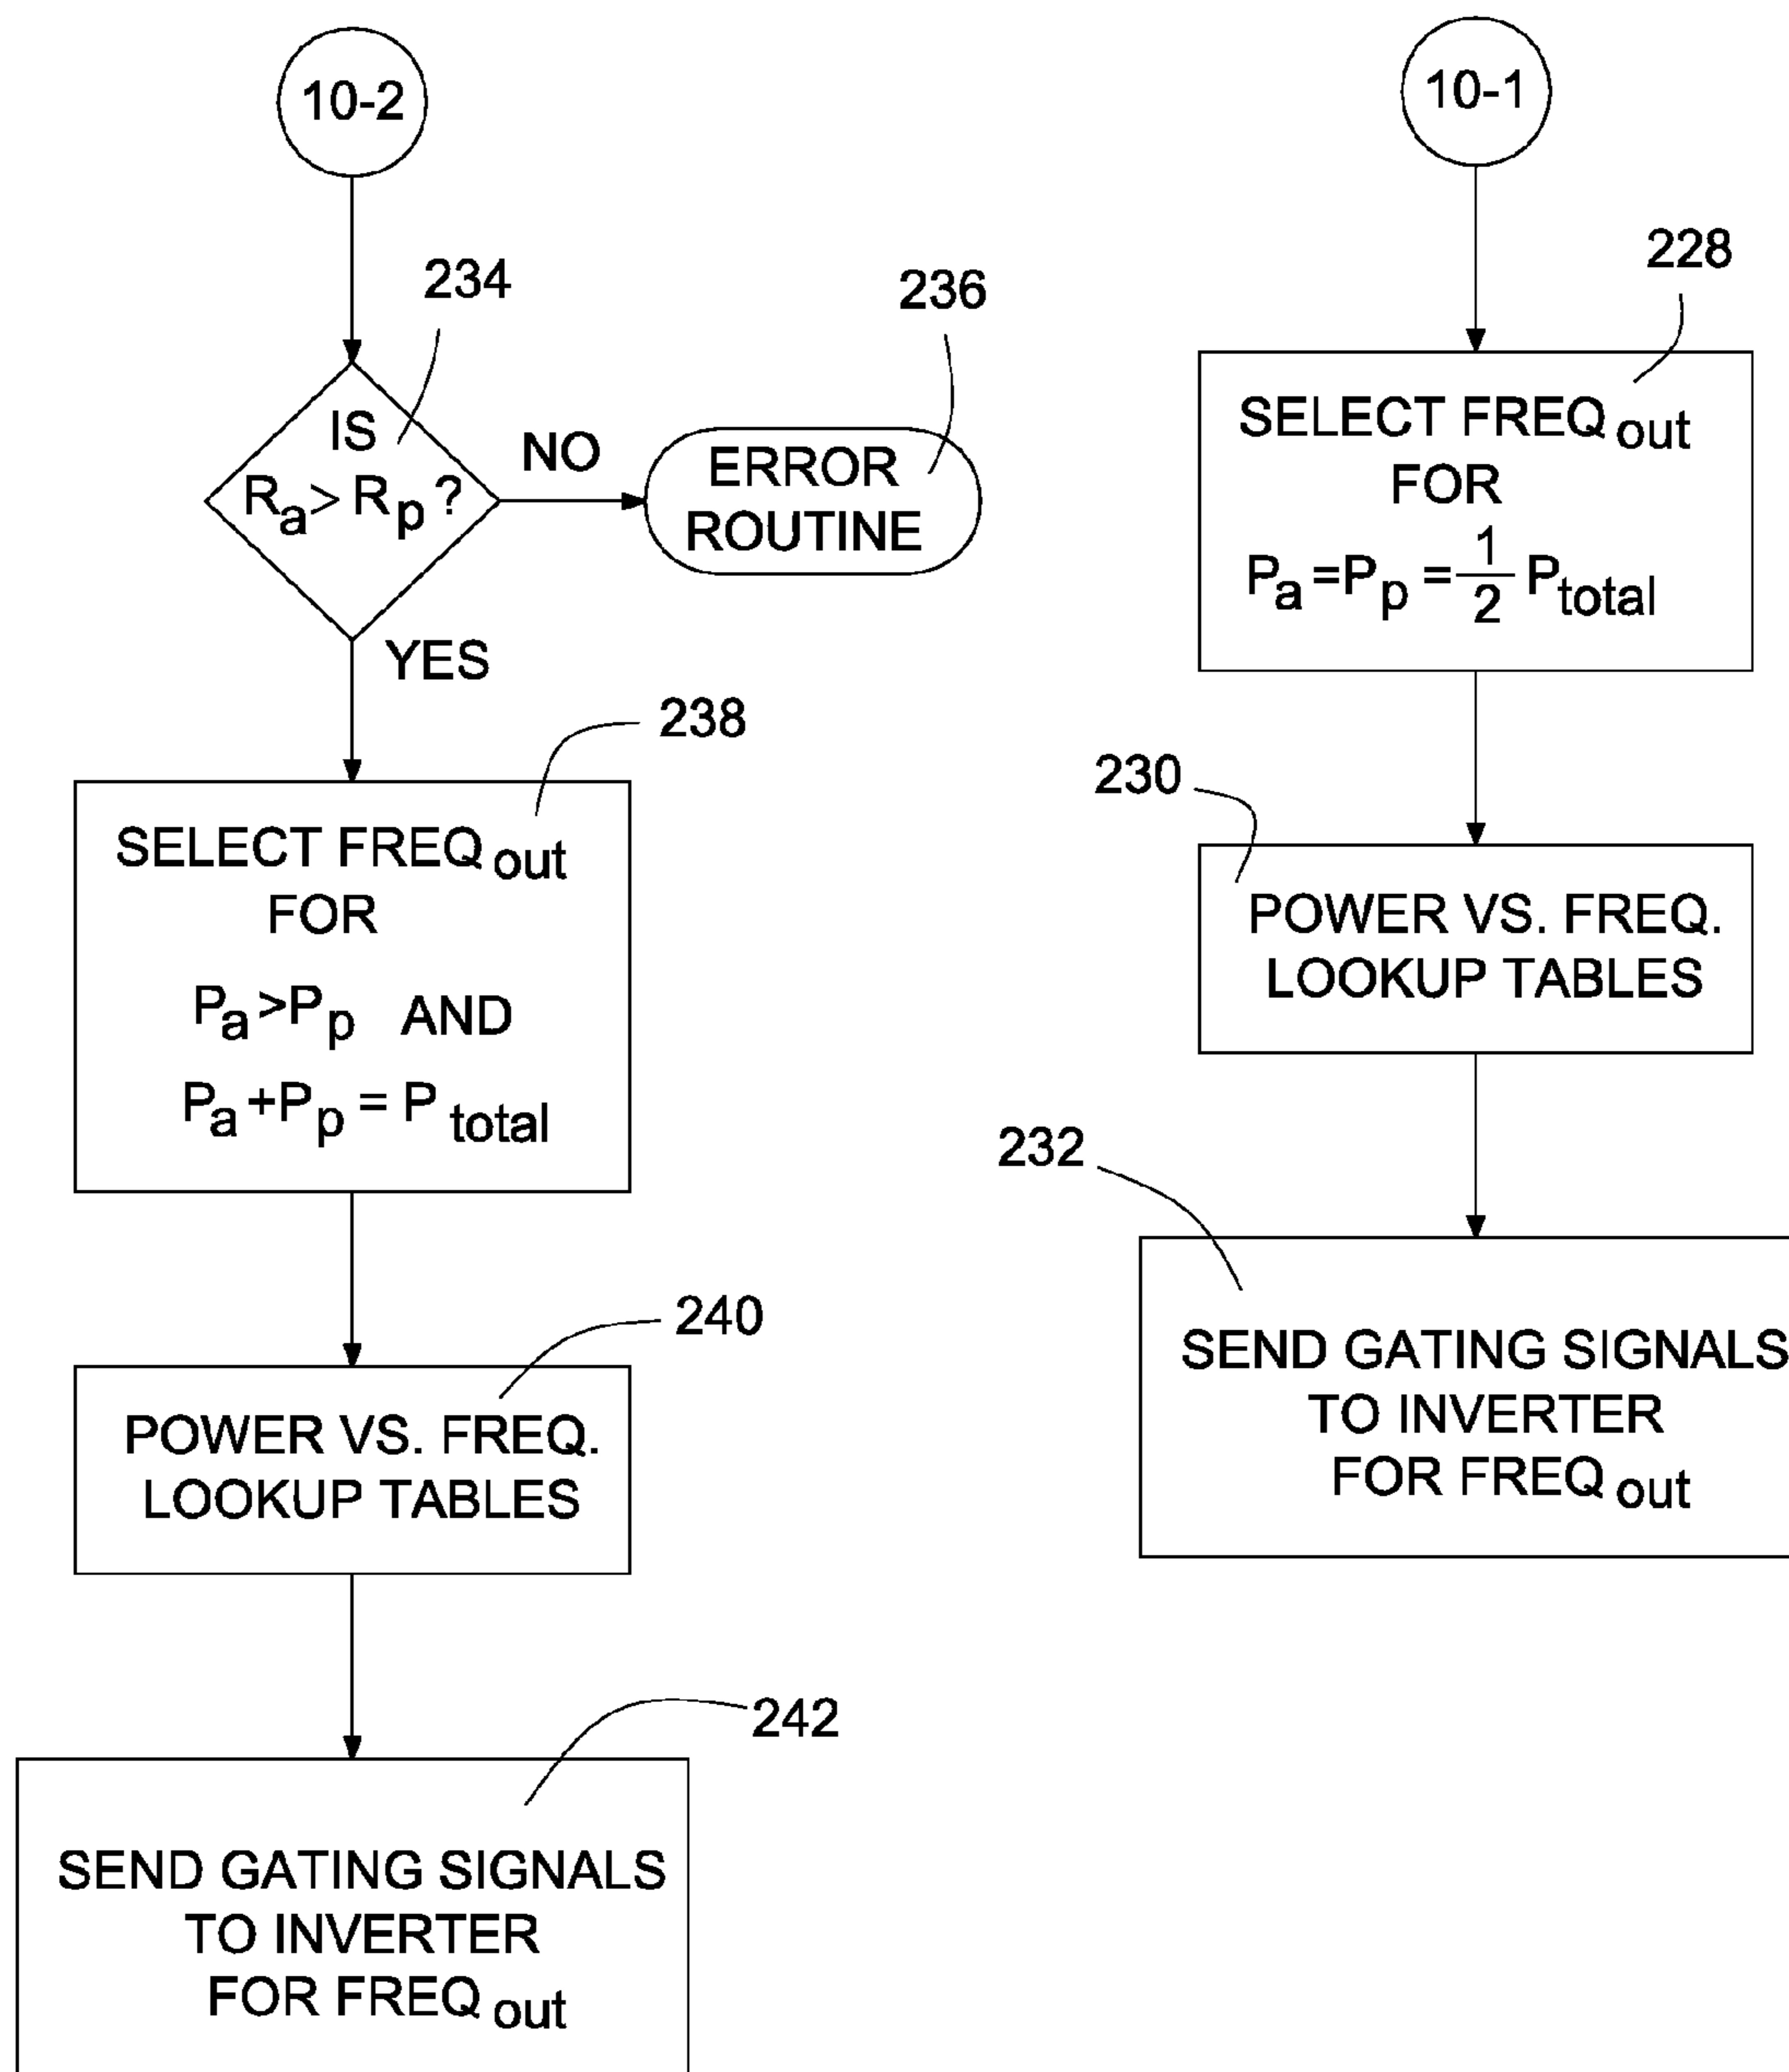 10-2
234
IS
Ra> Rp ?
NO
236
ERROR
ROUTINE
YES
238
SELECT FREQ out
FOR
Pa>Pp AND
Pa+Pp = P total
240
POWER VS. FREQ.
LOOKUP TABLES
242
SEND GATING SIGNALS
TO INVERTER
FOR FREQ out
10-1
228
SELECT FREQ out
FOR
Pa=Pp = 1/2 Ptotal
230
POWER VS. FREQ.
LOOKUP TABLES
232
SEND GATING SIGNALS
TO INVERTER
FOR FREQ out